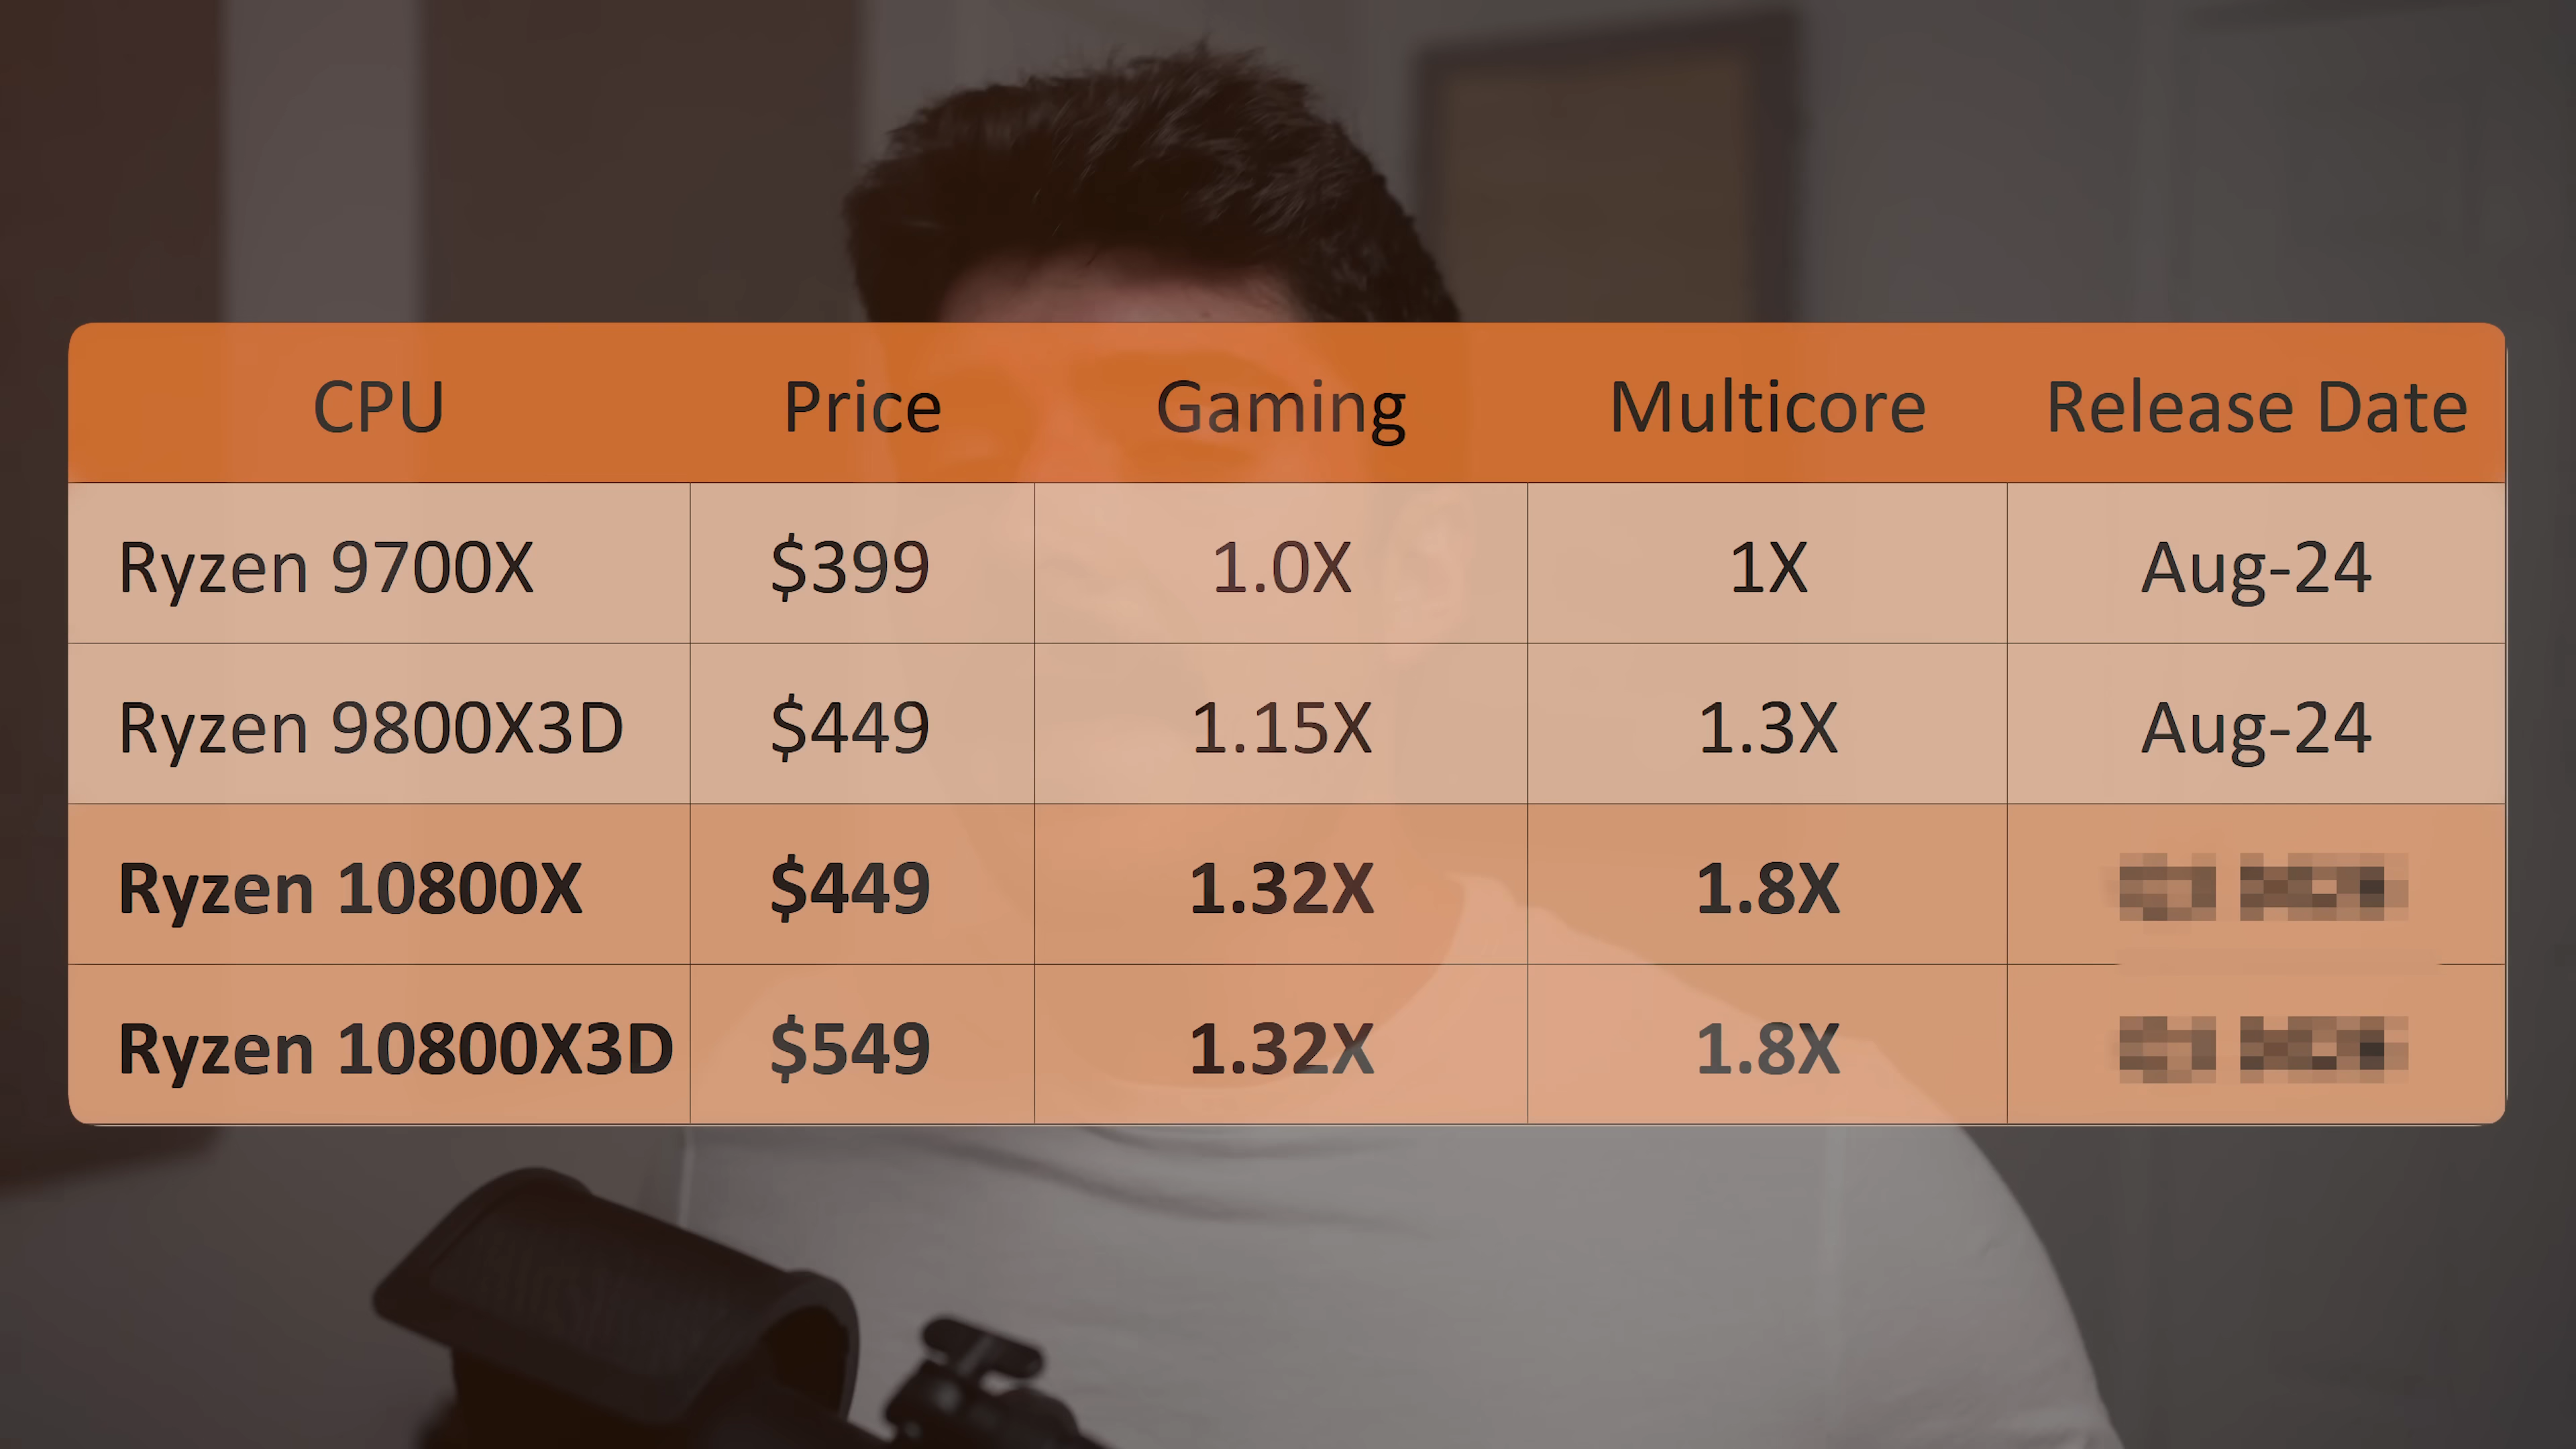 CPU Price Gaming Multicore Release Date
Ryzen 9700X $399 1.0X 1X Aug-24
Ryzen 9800X3D $449 1.15X 1.3X Aug-24
Ryzen 10800X $449 1.32X 1.8X
Ryzen 10800X3D $549 1.32X 1.8X